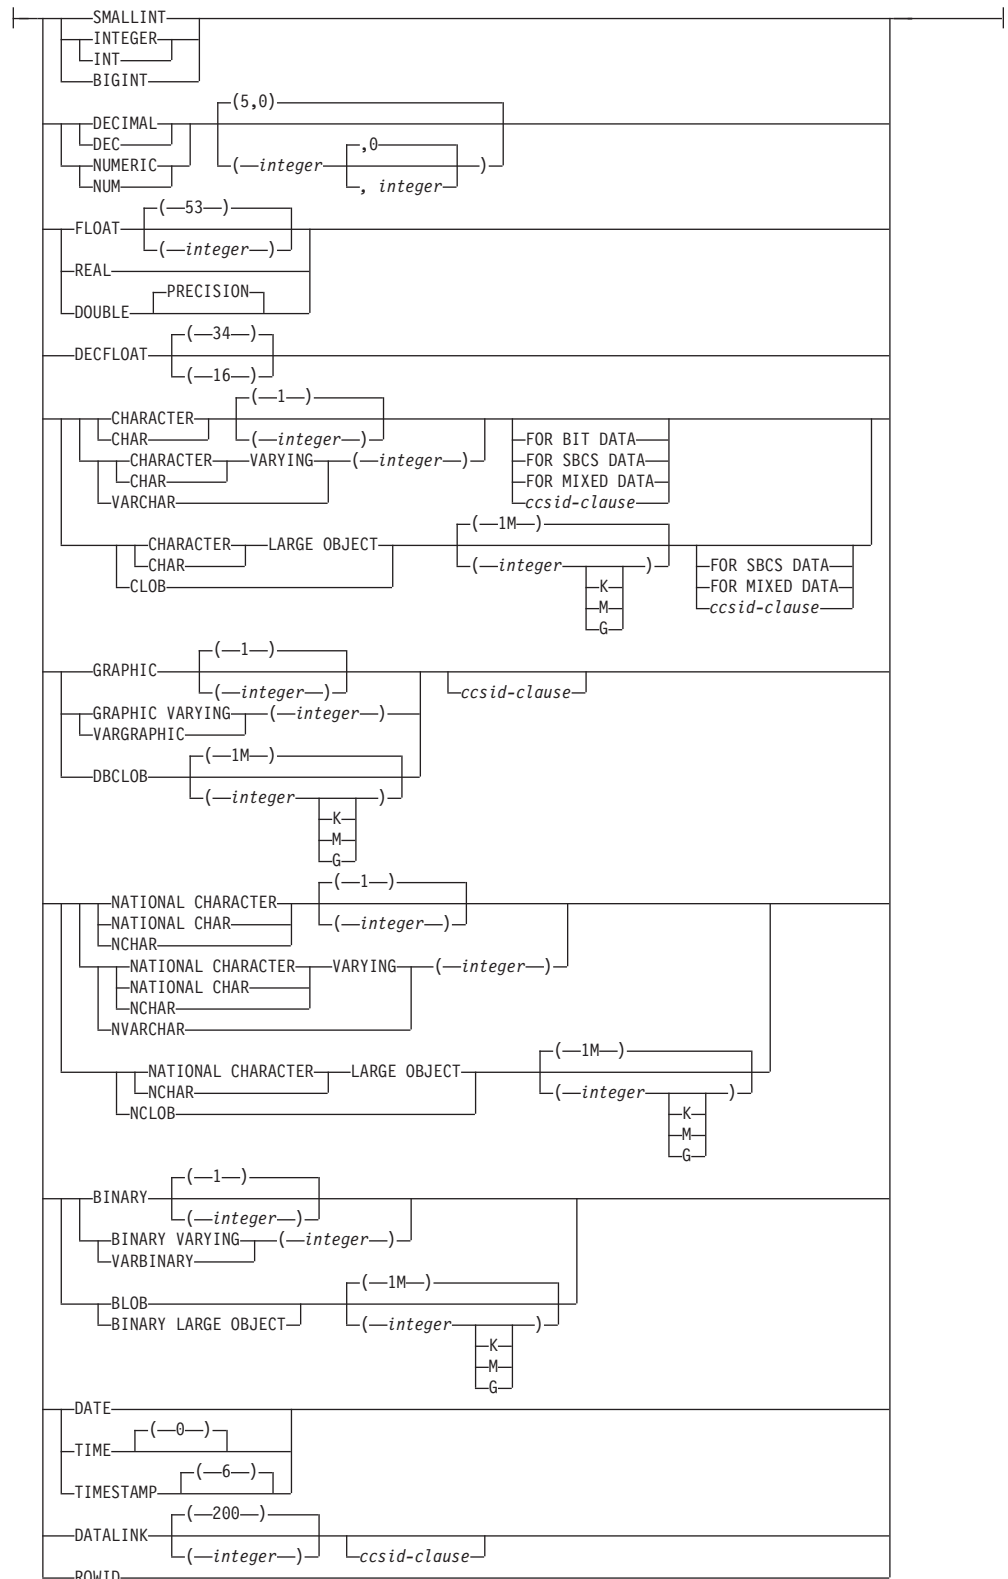 SMALLINT
INTEGER
INT
BIGINT
(5,0)
DECIMAL
DEC ,0
NUMERIC ( integer )
NUM , integer
( 53 )
FLOAT
( integer )
REAL
PRECISION
DOUBLE
( 34 )
DECFLOAT
( 16 )
( 1 )
CHARACTER
CHAR ( integer ) FOR BIT DATA
CHARACTER VARYING ( integer ) FOR SBCS DATA
CHAR FOR MIXED DATA
VARCHAR ccsid-clause
( 1M )
CHARACTER LARGE OBJECT
CHAR ( integer ) FOR SBCS DATA
CLOB K FOR MIXED DATA
M ccsid-clause
G
( 1 )
GRAPHIC
( integer ) ccsid-clause
GRAPHIC VARYING ( integer )
VARGRAPHIC
( 1M )
DBCLOB
( integer )
K
M
G
( 1 )
NATIONAL CHARACTER
NATIONAL CHAR ( integer )
NCHAR
NATIONAL CHARACTER VARYING ( integer )
NATIONAL CHAR
NCHAR
NVARCHAR
( 1M )
NATIONAL CHARACTER LARGE OBJECT
NCHAR ( integer )
NCLOB K
M
G
( 1 )
BINARY
( integer )
BINARY VARYING ( integer )
VARBINARY
( 1M )
BLOB
BINARY LARGE OBJECT ( integer )
K
M
G
DATE
( 0 )
TIME
( 6 )
TIMESTAMP
( 200 )
DATALINK
( integer ) ccsid-clause
ROWID